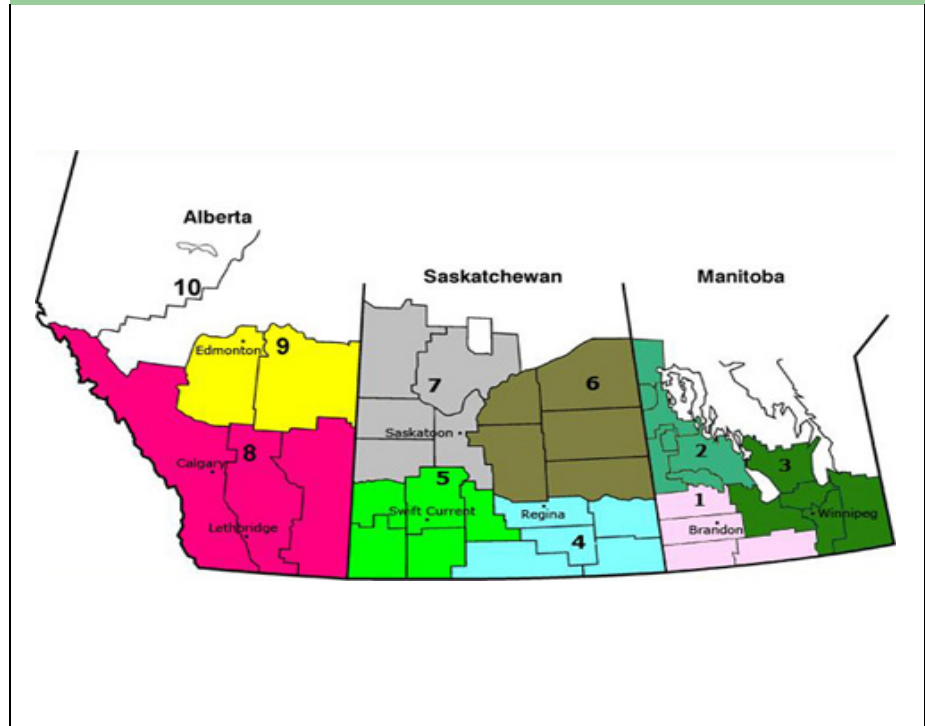 Alberta
Saskatchewan
Manitoba
10
Edmonton
9
7
6
Saskatoon
8
Calgary
2
3
5
1
Swift Current
Regina
Winnipeg
Lethbridge
4
Brandon